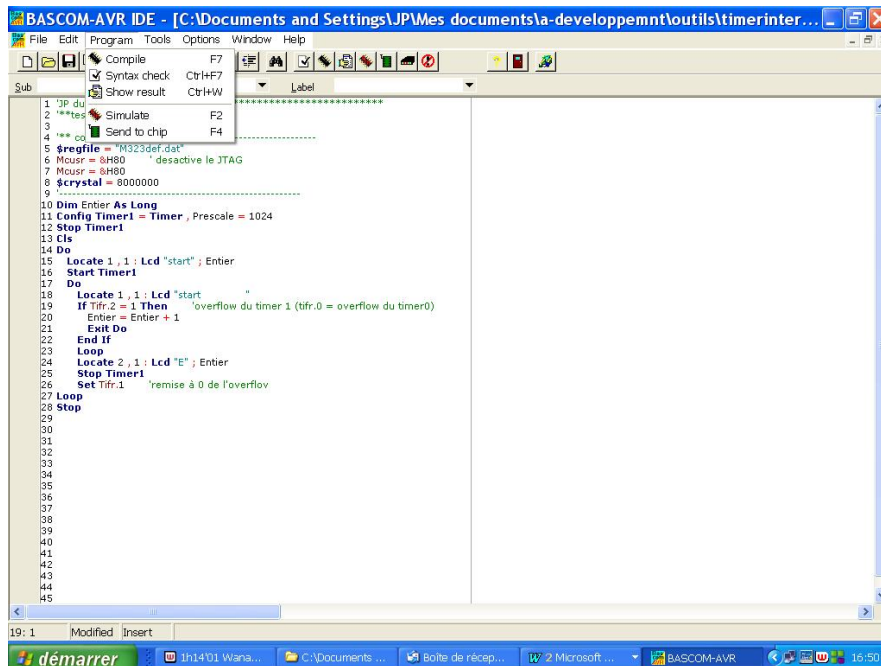 BASCOM-AVR IDE - [C:\Documents and Settings\JP\Mes documents\a-developpemnt\outils\timerinter...
File Edit Program Tools Options Window Help
Compile F7
Syntax check Ctrl+F7
Show result Ctrl+W
Simulate F2
Send to chip F4
Sub
Label
1 'JP du
2 '**tes
3
4 '** co
5 $regfile = "M323def.dat"
6 Mcusr = &H80 ' desactive le JTAG
7 Mcusr = &H80
8 $crystal = 8000000
9 '------------------------------------------------------
10 Dim Entier As Long
11 Config Timer1 = Timer , Prescale = 1024
12 Stop Timer1
13 Cls
14 Do
15 Locate 1 , 1 : Lcd "start" ; Entier
16 Start Timer1
17 Do
18 Locate 1 , 1 : Lcd "start "
19 If Tifr.2 = 1 Then 'overflow du timer 1 (tifr.0 = overflow du timer0)
20 Entier = Entier + 1
21 Exit Do
22 End If
23 Loop
24 Locate 2 , 1 : Lcd "E" ; Entier
25 Stop Timer1
26 Set Tifr.1 'remise à 0 de l'overflov
27 Loop
28 Stop
29
30
31
32
33
34
35
36
37
38
39
40
41
42
43
44
45
19: 1 Modified Insert
démarrer 1h14'01 Wana... C:\Documents ... Boîte de récep... 2 Microsoft ... BASCOM-AVR 16:50